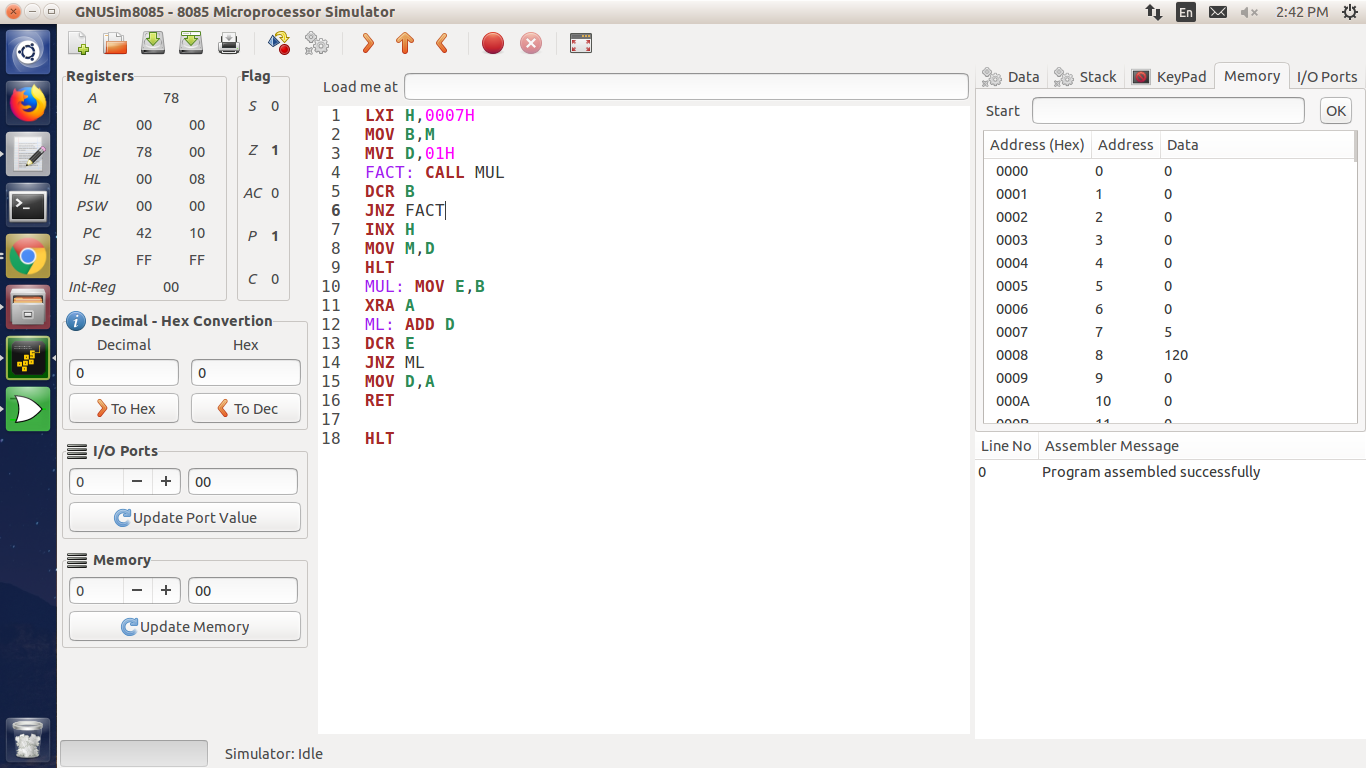 GNUSim8085 - 8085 Microprocessor Simulator
En
2:42 PM
Registers
A 78
BC 00 00
DE 78 00
HL 00 08
PSW 00 00
PC 42 10
SP FF FF
Int-Reg 00
Flag
S 0
Z 1
AC 0
P 1
C 0
Decimal - Hex Convertion
Decimal Hex
0 0
To Hex To Dec
I/O Ports
0 00
Update Port Value
Memory
0 00
Update Memory
Load me at
1 LXI H,0007H
2 MOV B,M
3 MVI D,01H
4 FACT: CALL MUL
5 DCR B
6 JNZ FACT
7 INX H
8 MOV M,D
9 HLT
10 MUL: MOV E,B
11 XRA A
12 ML: ADD D
13 DCR E
14 JNZ ML
15 MOV D,A
16 RET
17
18 HLT
Data Stack KeyPad Memory I/O Ports
Start OK
Address (Hex) Address Data
0000 0 0
0001 1 0
0002 2 0
0003 3 0
0004 4 0
0005 5 0
0006 6 0
0007 7 5
0008 8 120
0009 9 0
000A 10 0
000B 11 0
Line No Assembler Message
0 Program assembled successfully
Simulator: Idle